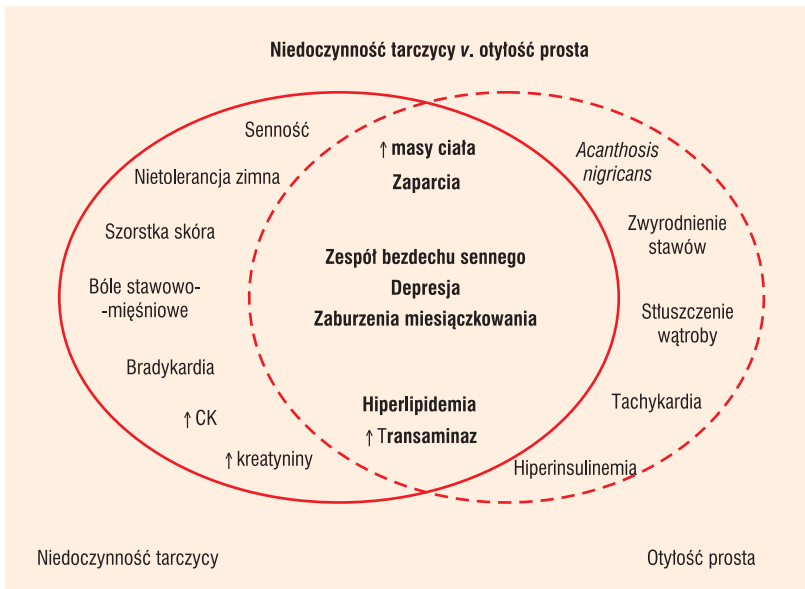 Niedoczynność tarczycy v. otyłość prosta
Senność
Nietolerancja zimna
Szorstka skóra
Bóle stawowo-
-mięśniowe
Bradykardia
↑ CK
↑ kreatyniny
↑ masy ciała
Zaparcia
Zespół bezdechu sennego
Depresja
Zaburzenia miesiączkowania
Hiperlipidemia
↑ Transaminaz
Acanthosis
nigricans
Zwyrodnienie
stawów
Stłuszczenie
wątroby
Tachykardia
Hiperinsulinemia
Niedoczynność tarczycy
Otyłość prosta